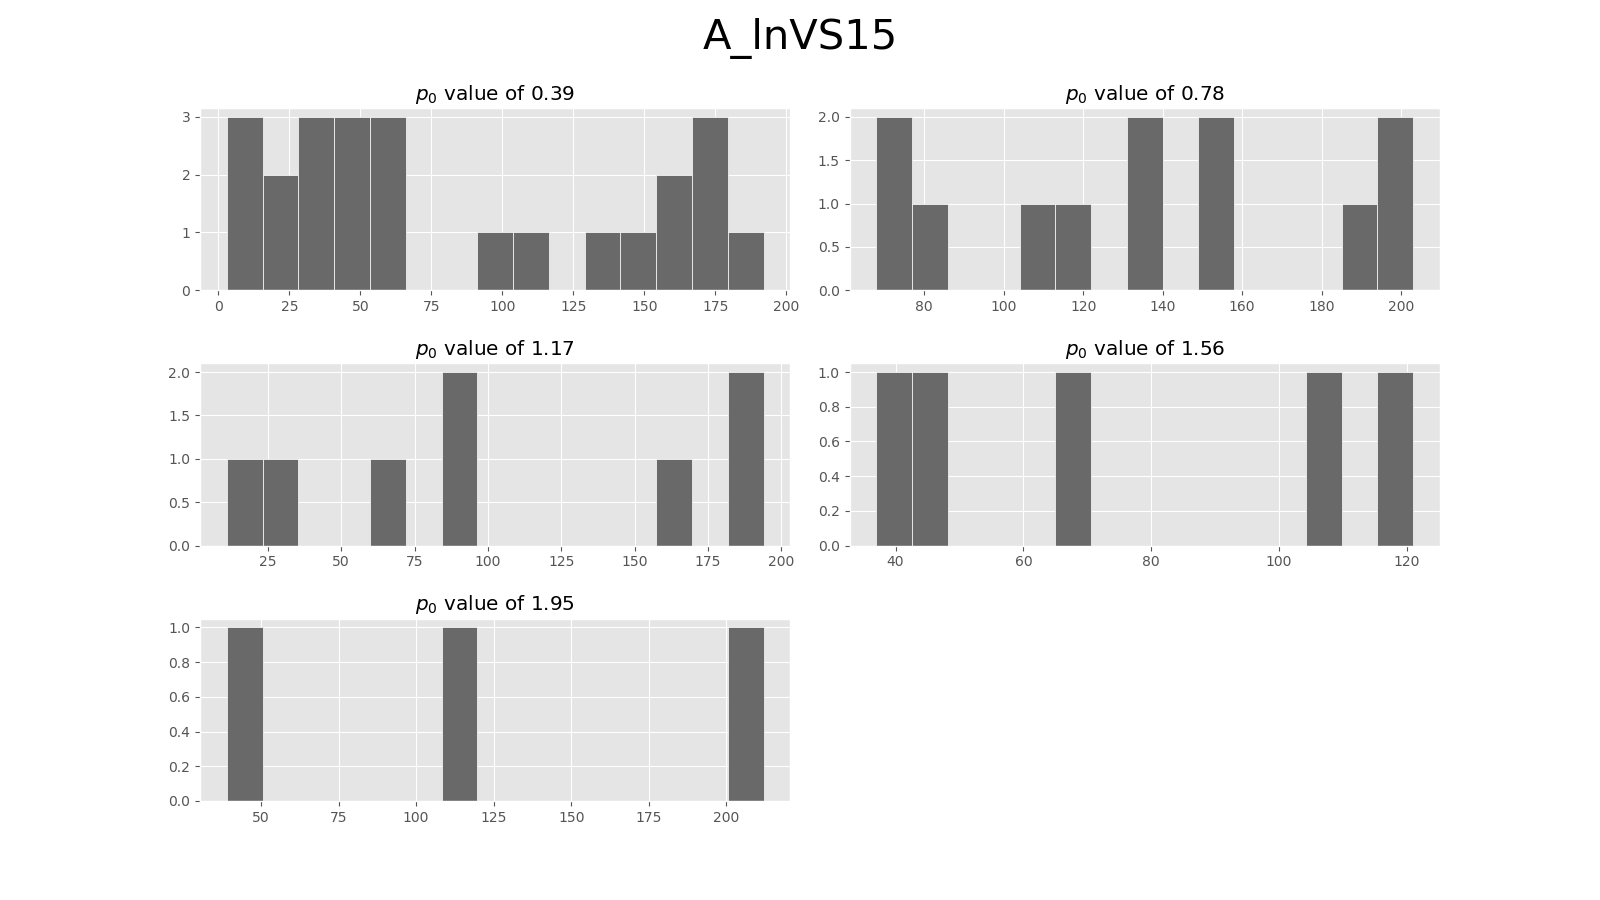 A_lnVS15
p₀ value of 0.39
3
2
1
0
0 25 50 75 100 125 150 175 200
p₀ value of 0.78
2.0
1.5
1.0
0.5
0.0
80 100 120 140 160 180 200
p₀ value of 1.17
2.0
1.5
1.0
0.5
0.0
25 50 75 100 125 150 175 200
p₀ value of 1.56
1.0
0.8
0.6
0.4
0.2
0.0
40 60 80 100 120
p₀ value of 1.95
1.0
0.8
0.6
0.4
0.2
0.0
50 75 100 125 150 175 200